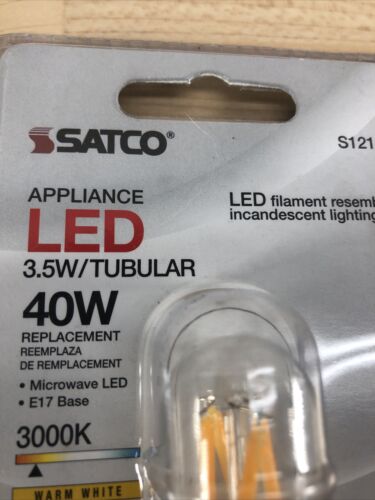 SATCO®
S121
APPLIANCE
LED
3.5W/TUBULAR
LED filament resemb
incandescent lighting
40W
REPLACEMENT
REEMPLAZA
DE REMPLACEMENT
• Microwave LED
• E17 Base
3000K
WARM WHITE